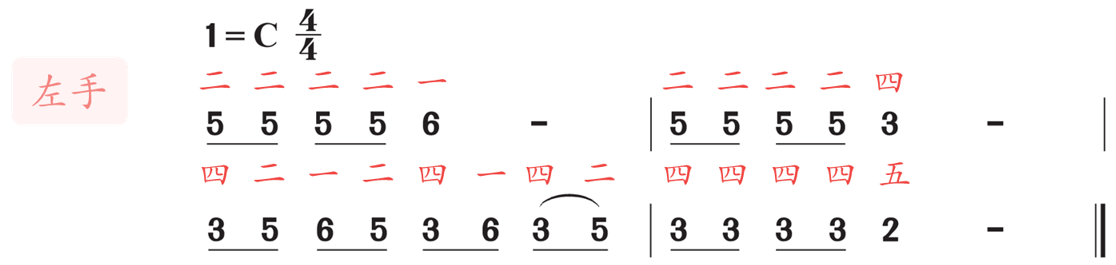 1=C 4/4
左手
二 二 二 二 一 二 二 二 二 四
5 5 5 5 6 - | 5 5 5 5 3 - |
四 二 一 二 四 一 四 二 四 四 四 四 五
3 5 6 5 3 6 3 5 | 3 3 3 3 2 - ‖